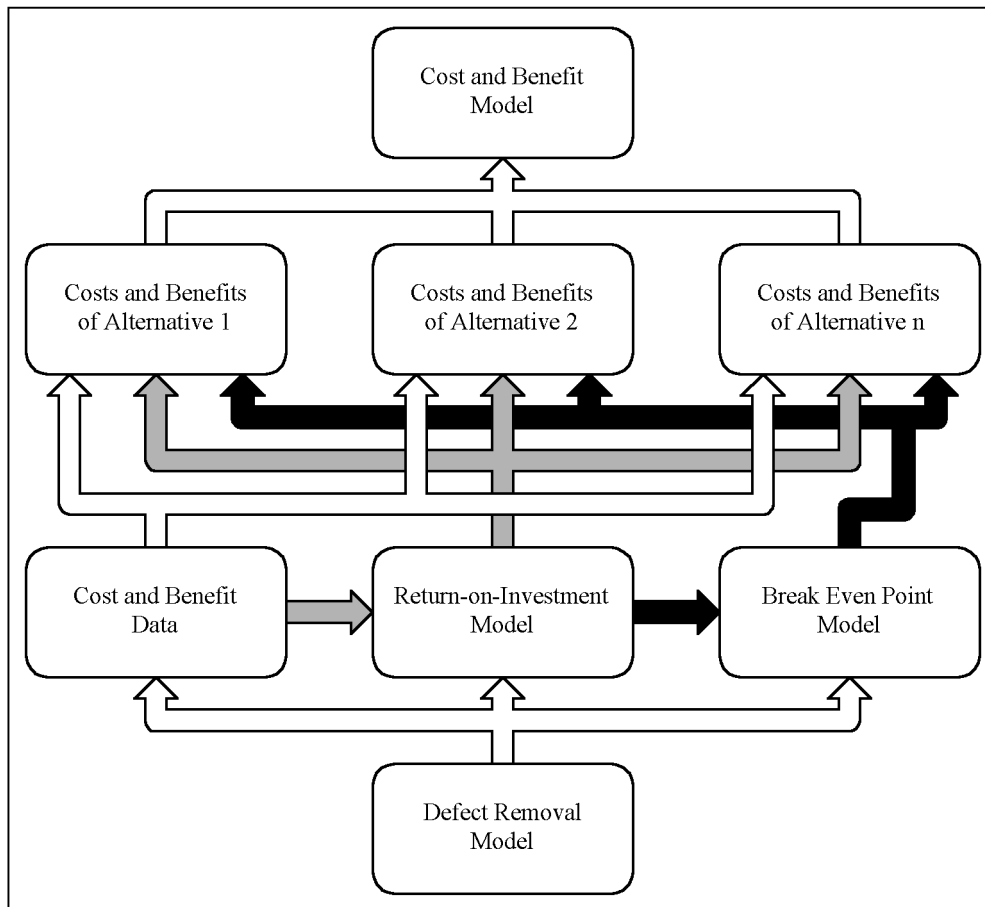 Cost and Benefit
Model
Costs and Benefits
of Alternative 1
Costs and Benefits
of Alternative 2
Costs and Benefits
of Alternative n
Cost and Benefit
Data
Return-on-Investment
Model
Break Even Point
Model
Defect Removal
Model